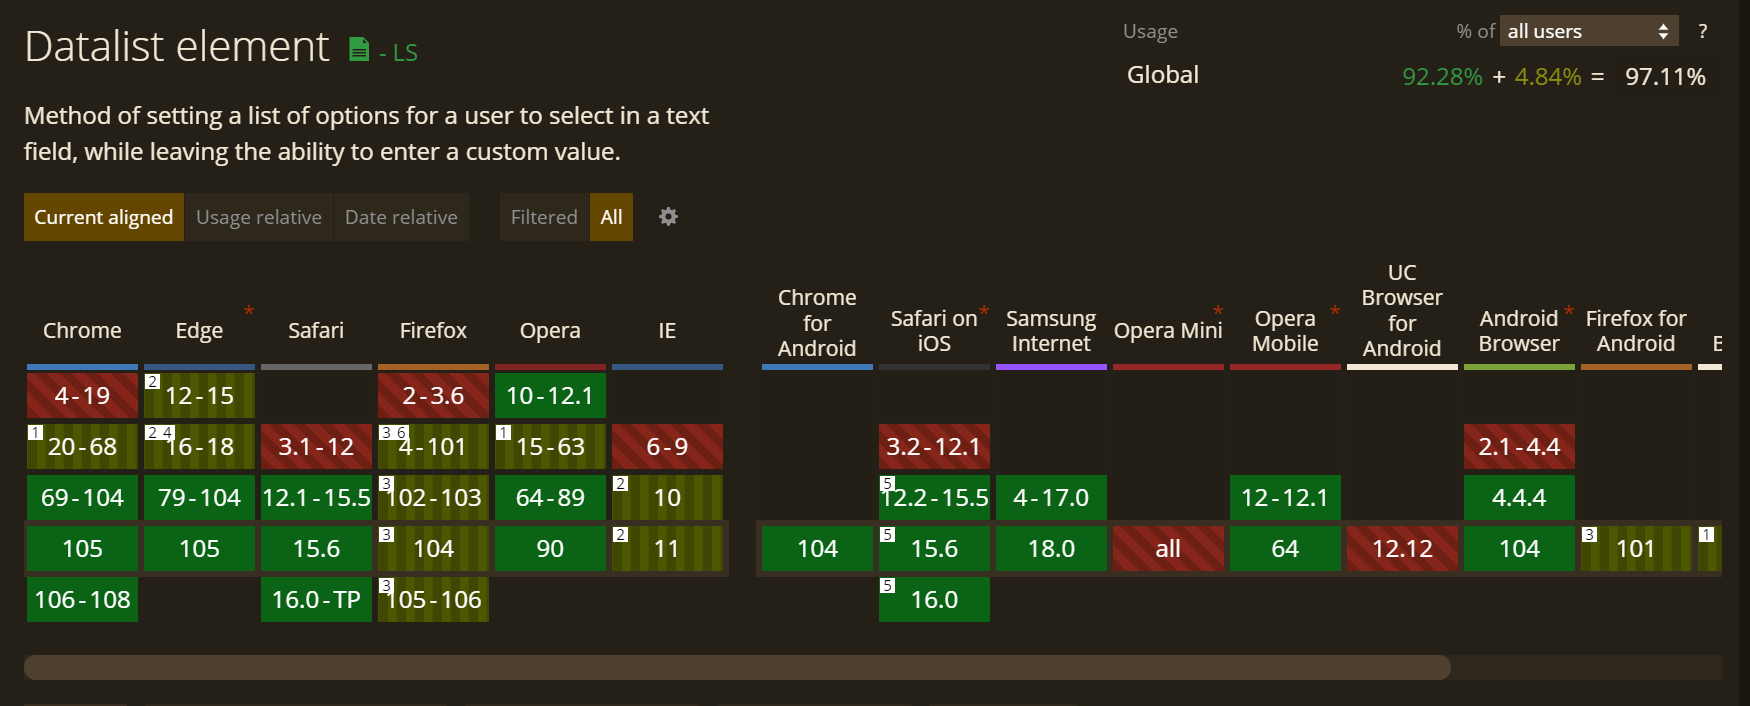 Datalist element - LS
Usage % of all users ?
Global 92.28% + 4.84% = 97.11%
Method of setting a list of options for a user to select in a text
field, while leaving the ability to enter a custom value.
Current aligned Usage relative Date relative Filtered All
Chrome Edge * Safari Firefox Opera IE Chrome for Android Safari on iOS * Samsung Internet Opera Mini * Opera Mobile * UC Browser for Android Android Browser * Firefox for Android
4-19 2 12-15 2-3.6 10-12.1
1 20-68 2 4 16-18 3.1-12 3 6 4-101 1 15-63 6-9 3.2-12.1 2.1-4.4
69-104 79-104 12.1-15.5 3 102-103 64-89 2 10 5 12.2-15.5 4-17.0 12-12.1 4.4.4
105 105 15.6 3 104 90 2 11 104 5 15.6 18.0 all 64 12.12 104 3 101 1
106-108 16.0-TP 3 105-106 5 16.0